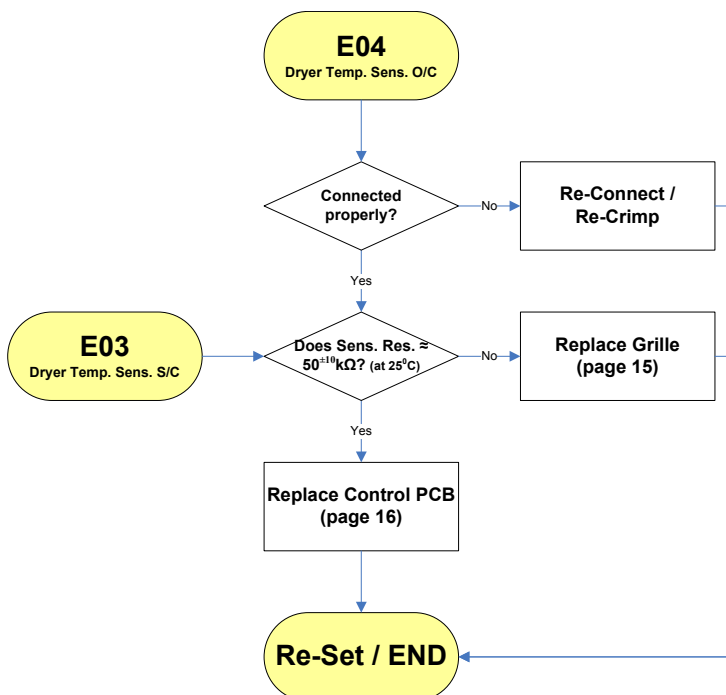 E04
Dryer Temp. Sens. O/C
Connected
properly?
No
Re-Connect /
Re-Crimp
Yes
E03
Dryer Temp. Sens. S/C
Does Sens. Res. ≈
50±10kΩ? (at 25⁰C)
No
Replace Grille
(page 15)
Yes
Replace Control PCB
(page 16)
Re-Set / END